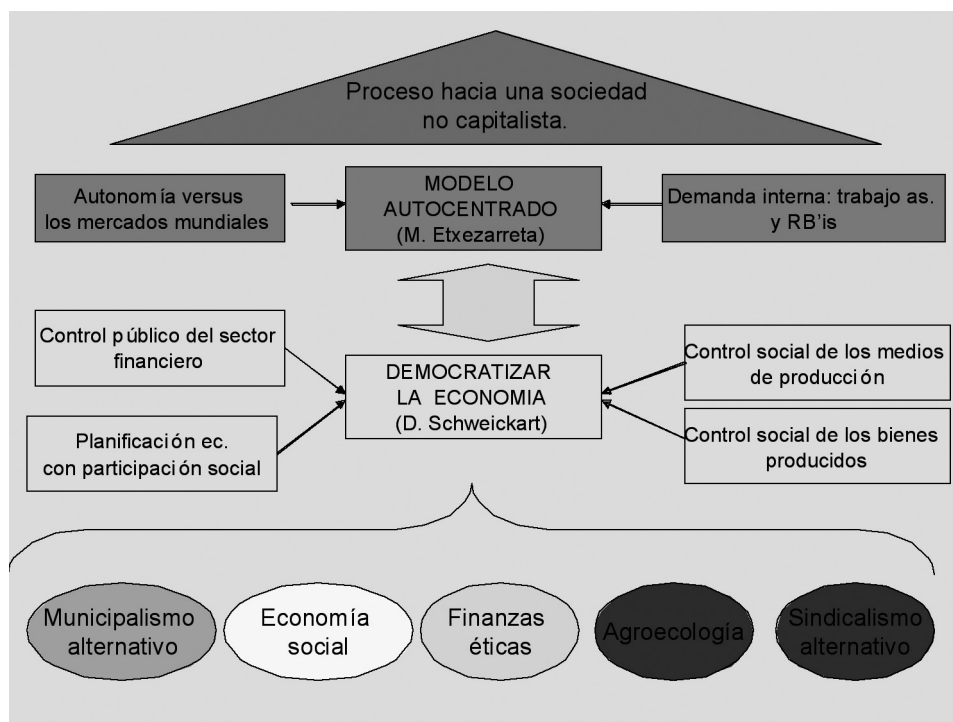 Proceso hacia una sociedad
no capitalista.
Autonomía versus
los mercados mundiales
MODELO
AUTOCENTRADO
(M. Etxezarreta)
Demanda interna: trabajo as.
y RB'is
Control público del sector
financiero
Planificación ec.
con participación social
DEMOCRATIZAR
LA ECONOMIA
(D. Schweickart)
Control social de los medios
de producción
Control social de los bienes
producidos
Municipalismo
alternativo
Economía
social
Finanzas
éticas
Agroecología
Sindicalismo
alternativo